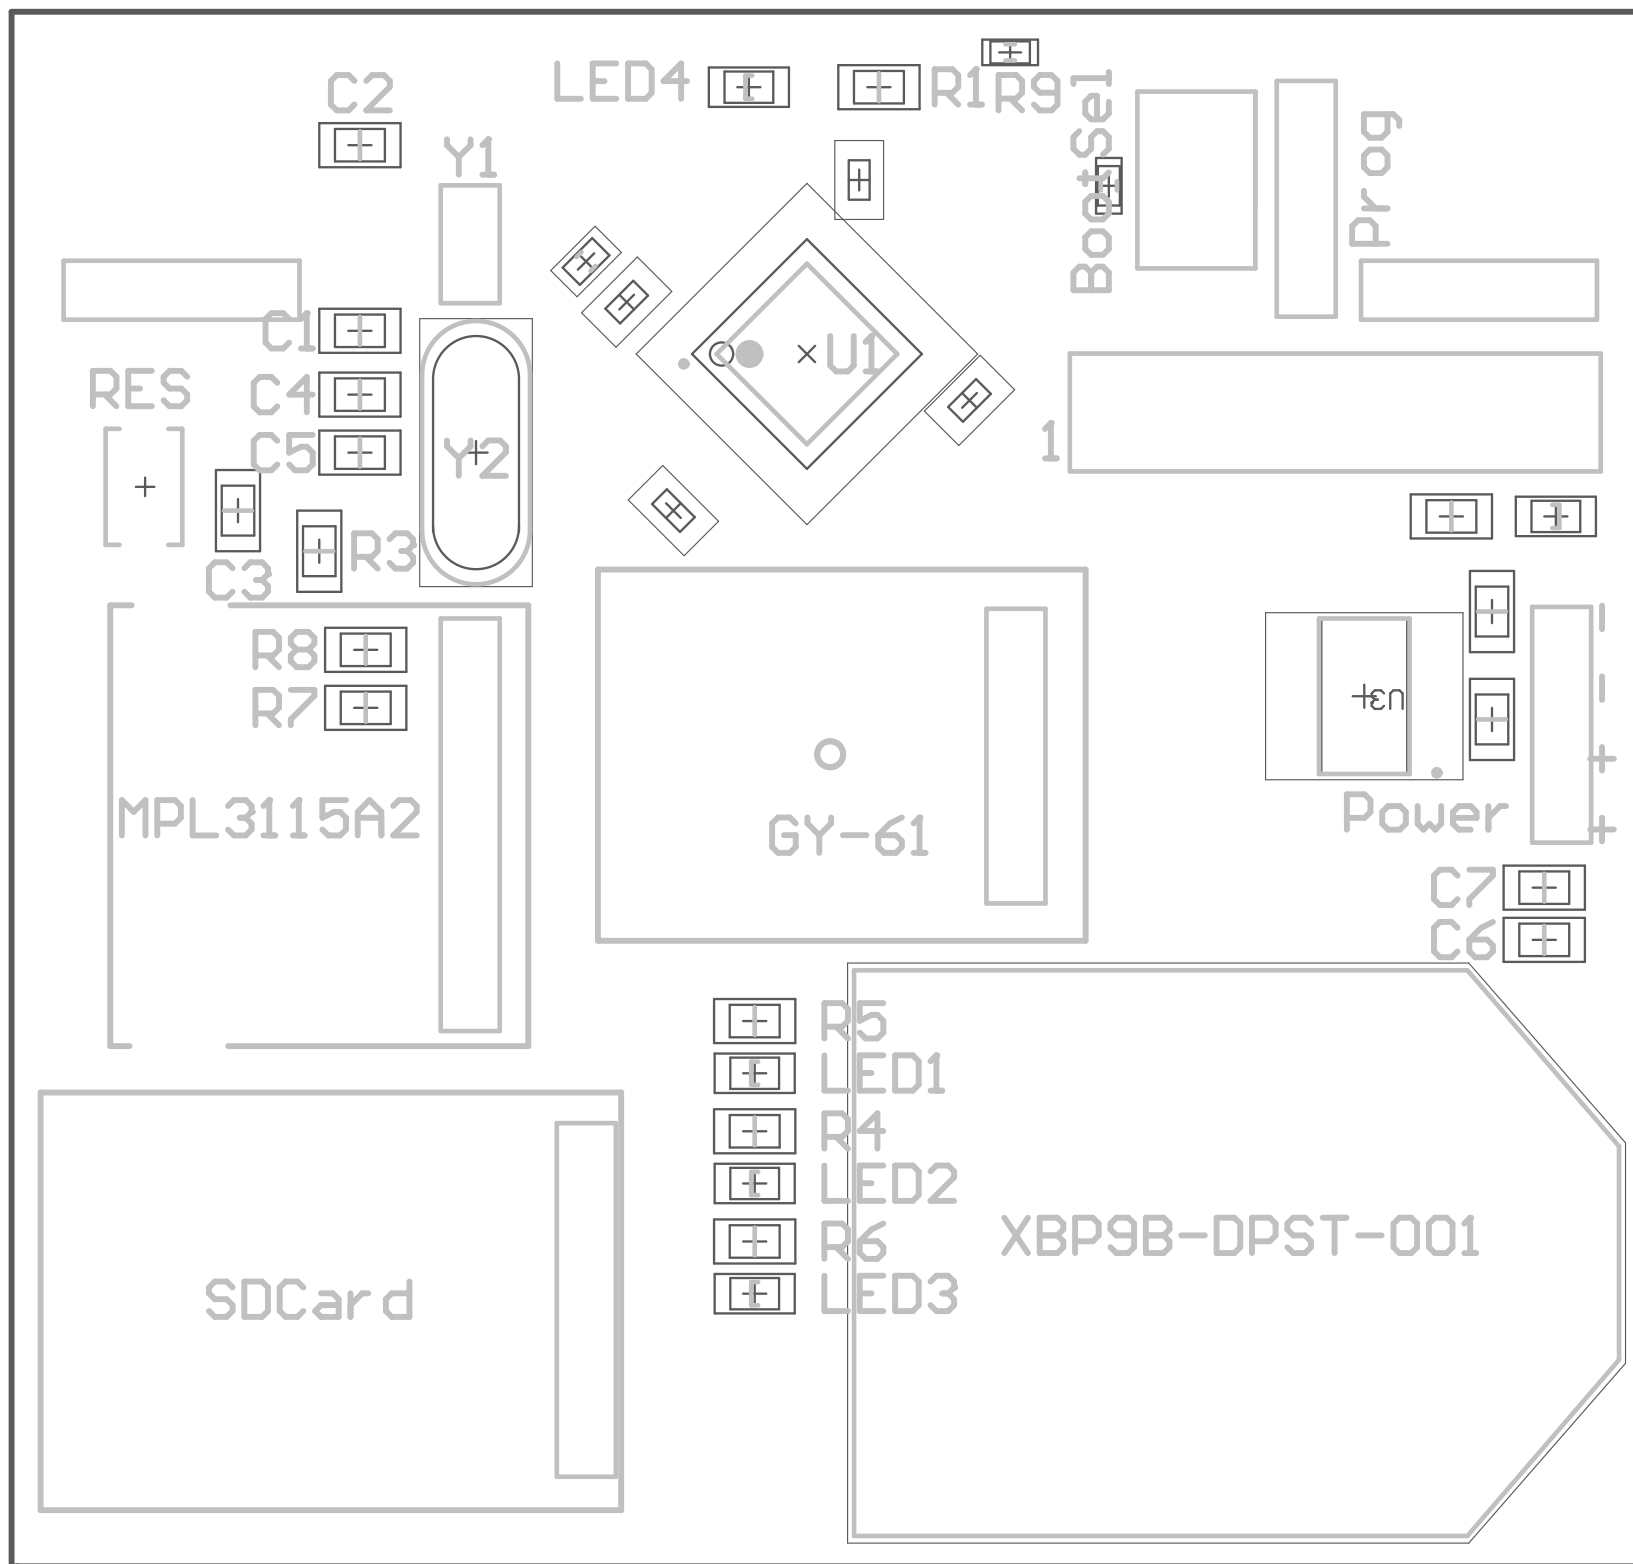 C2
LED4
R1
R9
BootSel
Prog
Y1
C1
U1
RES
C4
C5
Y2
1
C3
R3
R8
R7
U3
-
-
+
+
MPL3115A2
GY-61
Power
C7
C6
R5
LED1
R4
LED2
R6
LED3
SDCard
XBP9B-DPST-001